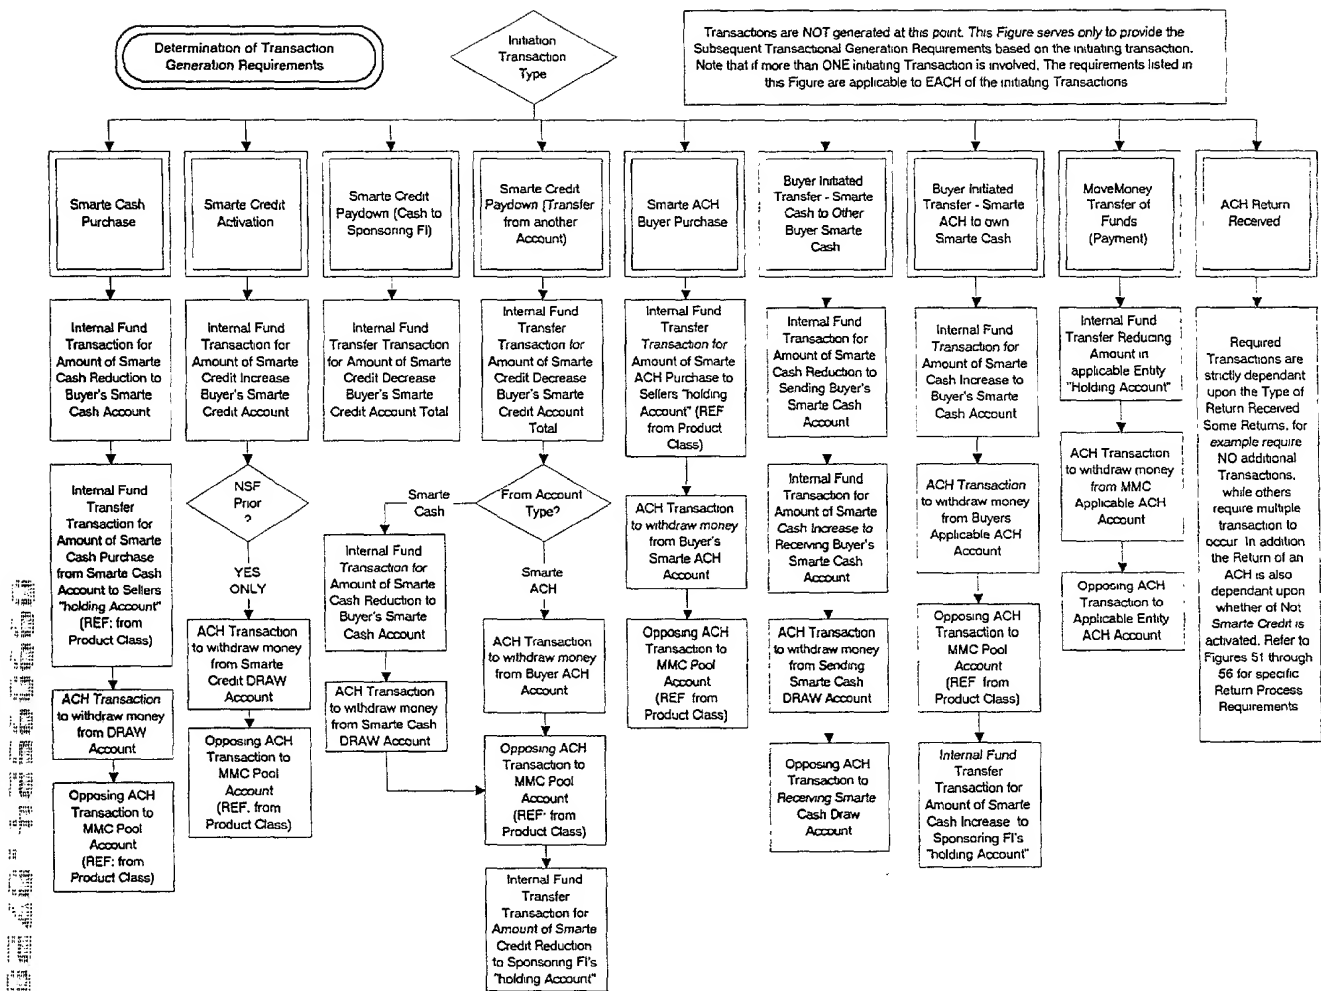 Determination of Transaction
Generation Requirements
Initiation
Transaction
Type
Transactions are NOT generated at this point. This Figure serves only to provide the
Subsequent Transactional Generation Requirements based on the initiating transaction.
Note that if more than ONE initiating Transaction is involved. The requirements listed in
this Figure are applicable to EACH of the initiating Transactions
Smarte Cash
Purchase
Smarte Credit
Activation
Smarte Credit
Paydown (Cash to
Sponsoring FI)
Smarte Credit
Paydown (Transfer
from another
Account)
Smarte ACH
Buyer Purchase
Buyer Initiated
Transfer - Smarte
Cash to Other
Buyer Smarte
Cash
Buyer Initiated
Transfer - Smarte
ACH to own
Smarte Cash
MoveMoney
Transfer of
Funds
(Payment)
ACH Return
Received
Internal Fund
Transaction for
Amount of Smarte
Cash Reduction to
Buyer's Smarte
Cash Account
Internal Fund
Transaction for
Amount of Smarte
Credit Increase
Buyer's Smarte
Credit Account
Internal Fund
Transfer Transaction
for Amount of Smarte
Credit Decrease
Buyer's Smarte
Credit Account Total
Internal Fund
Transfer
Transaction for
Amount of Smarte
Credit Decrease
Buyer's Smarte
Credit Account
Total
Internal Fund
Transfer
Transaction for
Amount of Smarte
ACH Purchase to
Sellers "holding
Account" (REF
from Product
Class)
Internal Fund
Transaction for
Amount of Smarte
Cash Reduction to
Sending Buyer's
Smarte Cash
Account
Internal Fund
Transaction for
Amount of Smarte
Cash Increase to
Buyer's Smarte
Cash Account
Internal Fund
Transfer Reducing
Amount in
applicable Entity
"Holding Account"
Required
Transactions are
strictly dependant
upon the Type of
Return Received
Some Returns, for
example require
NO additional
Transactions,
while others
require multiple
transaction to
occur In addition
the Return of an
ACH is also
dependant upon
whether of Not
Smarte Credit is
activated. Refer to
Figures 51 through
56 for specific
Return Process
Requirements
Internal Fund
Transfer
Transaction for
Amount of Smarte
Cash Purchase
from Smarte Cash
Account to Sellers
"holding Account"
(REF: from
Product Class)
NSF
Prior
?
YES
ONLY
Smarte
Cash
From Account
Type?
Smarte
ACH
Internal Fund
Transaction for
Amount of Smarte
Cash Reduction to
Buyer's Smarte
Cash Account
ACH Transaction
to withdraw money
from Buyer's
Smarte ACH
Account
Internal Fund
Transaction for
Amount of Smarte
Cash Increase to
Receiving Buyer's
Smarte Cash
Account
ACH Transaction
to withdraw money
from Buyers
Applicable ACH
Account
ACH Transaction
to withdraw money
from MMC
Applicable ACH
Account
Opposing ACH
Transaction to
Applicable Entity
ACH Account
ACH Transaction
to withdraw money
from DRAW
Account
ACH Transaction
to withdraw money
from Smarte
Credit DRAW
Account
ACH Transaction
to withdraw money
from Smarte Cash
DRAW Account
ACH Transaction
to withdraw money
from Buyer ACH
Account
Opposing ACH
Transaction to
MMC Pool Account
(REF from
Product Class)
ACH Transaction
to withdraw money
from Sending
Smarte Cash
DRAW Account
Opposing ACH
Transaction to
MMC Pool
Account
(REF from
Product Class)
Opposing ACH
Transaction to
MMC Pool
Account
(REF: from
Product Class)
Opposing ACH
Transaction to
MMC Pool
Account
(REF. from
Product Class)
Opposing ACH
Transaction to
MMC Pool
Account
(REF· from
Product Class)
Opposing ACH
Transaction to
Receiving Smarte
Cash Draw
Account
Internal Fund
Transfer
Transaction for
Amount of Smarte
Cash Increase to
Sponsoring FI's
"holding Account"
Internal Fund
Transfer
Transaction for
Amount of Smarte
Credit Reduction
to Sponsoring FI's
"holding Account"